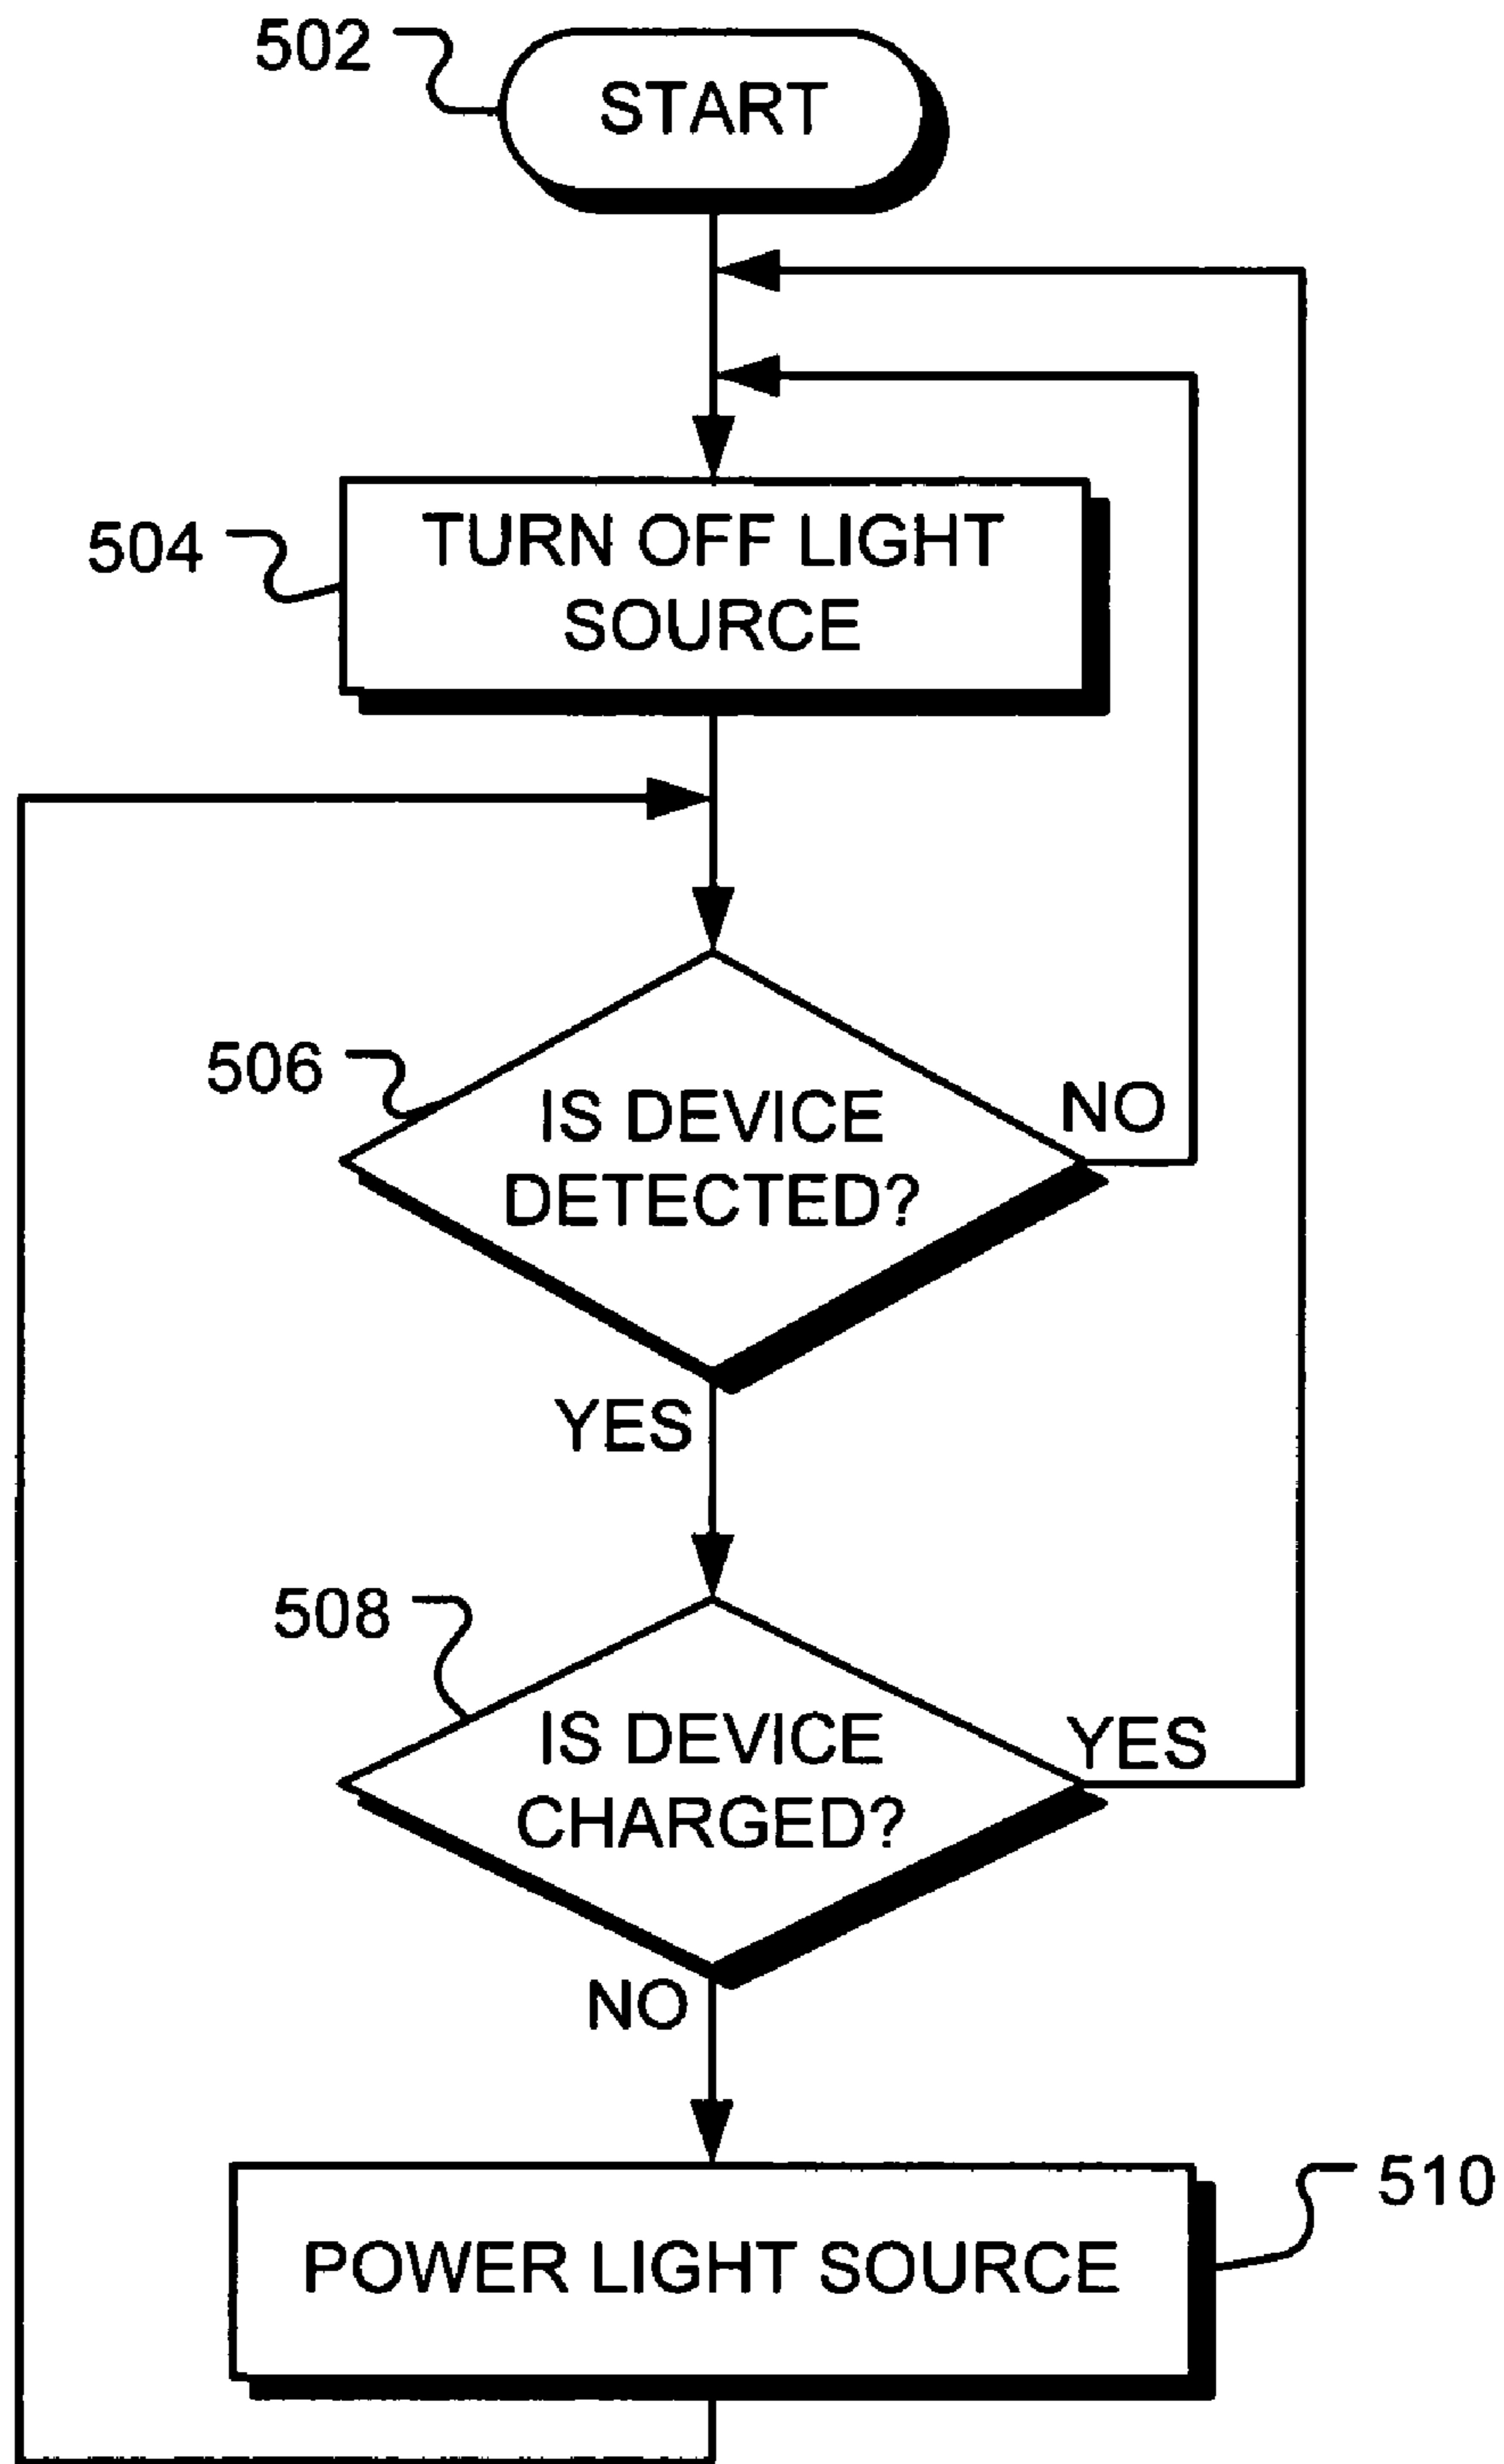 502
START
504
TURN OFF LIGHT
SOURCE
506
IS DEVICE
DETECTED?
NO
YES
508
IS DEVICE
CHARGED?
YES
NO
510
POWER LIGHT SOURCE